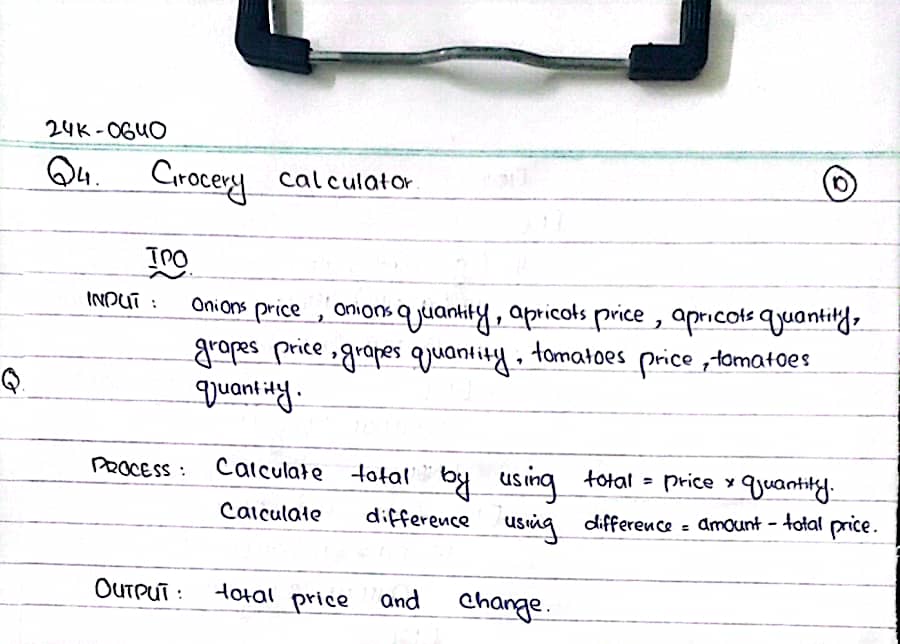 24K-0640
Q4. Grocery calculator. 10
IPO
INPUT : Onions price , onions quantity, apricots price , apricots quantity,
grapes price , grapes quantity , tomatoes price , tomatoes
Q.
quantity.
PROCESS : Calculate total by using total = price × quantity.
Calculate difference using difference = amount - total price.
OUTPUT : total price and change.